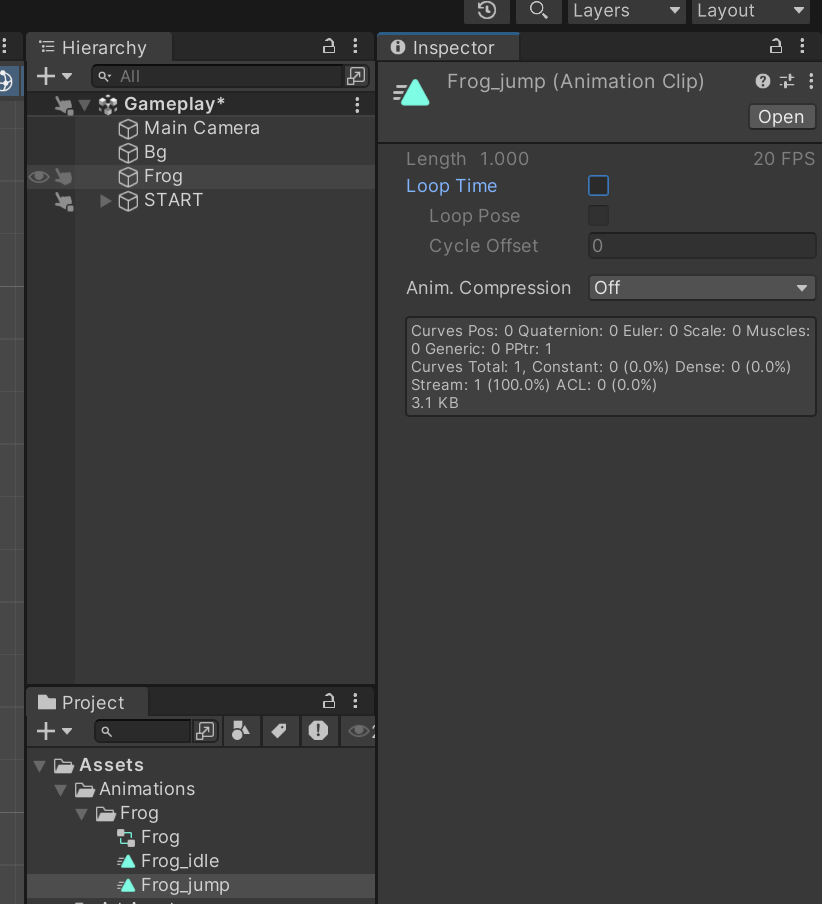 Layers
Layout
Hierarchy
All
Gameplay*
Main Camera
Bg
Frog
START
Inspector
Frog_jump (Animation Clip)
Open
Length 1.000 20 FPS
Loop Time
Loop Pose
Cycle Offset 0
Anim. Compression Off
Curves Pos: 0 Quaternion: 0 Euler: 0 Scale: 0 Muscles:
0 Generic: 0 PPtr: 1
Curves Total: 1, Constant: 0 (0.0%) Dense: 0 (0.0%)
Stream: 1 (100.0%) ACL: 0 (0.0%)
3.1 KB
Project
Assets
Animations
Frog
Frog
Frog_idle
Frog_jump